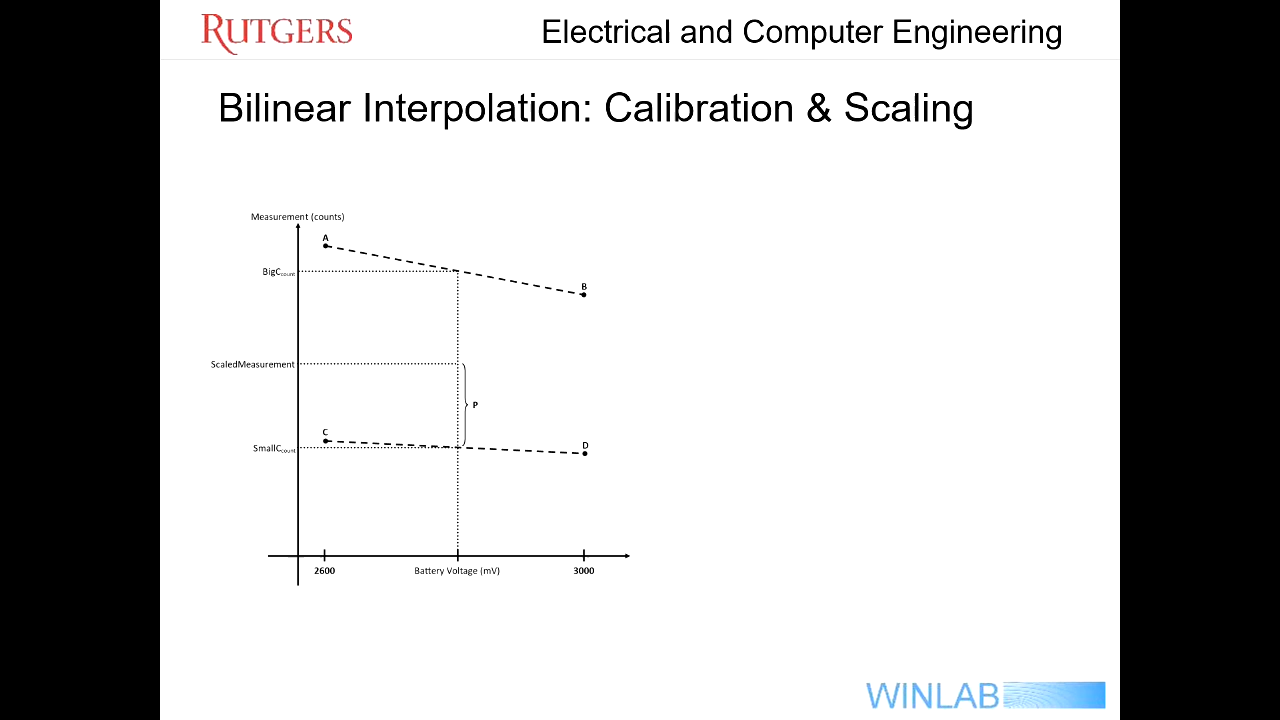 RUTGERS
Electrical and Computer Engineering
Bilinear Interpolation: Calibration & Scaling
Measurement (counts)
A
BigCcount
B
ScaledMeasurement
P
C
SmallCcount
D
2600
Battery Voltage (mV)
3000
WINLAB